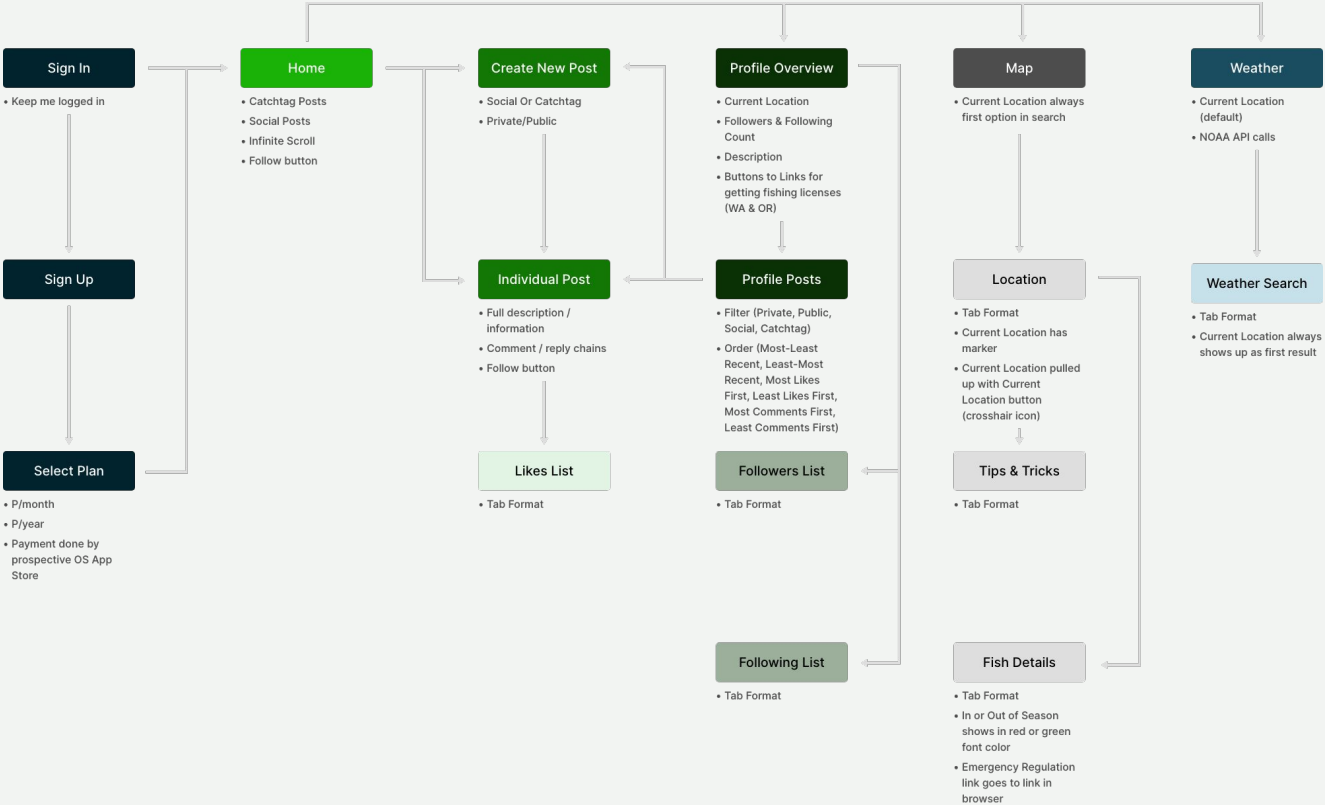 Sign In
• Keep me logged in
Sign Up
Select Plan
• P/month
• P/year
• Payment done by
prospective OS App
Store
Home
• Catchtag Posts
• Social Posts
• Infinite Scroll
• Follow button
Create New Post
• Social Or Catchtag
• Private/Public
Individual Post
• Full description /
information
• Comment / reply chains
• Follow button
Likes List
• Tab Format
Profile Overview
• Current Location
• Followers & Following
Count
• Description
• Buttons to Links for
getting fishing licenses
(WA & OR)
Profile Posts
• Filter (Private, Public,
Social, Catchtag)
• Order (Most-Least
Recent, Least-Most
Recent, Most Likes
First, Least Likes First,
Most Comments First,
Least Comments First)
Followers List
• Tab Format
Following List
• Tab Format
Map
• Current Location always
first option in search
Location
• Tab Format
• Current Location has
marker
• Current Location pulled
up with Current
Location button
(crosshair icon)
Tips & Tricks
• Tab Format
Fish Details
• Tab Format
• In or Out of Season
shows in red or green
font color
• Emergency Regulation
link goes to link in
browser
Weather
• Current Location
(default)
• NOAA API calls
Weather Search
• Tab Format
• Current Location always
shows up as first result